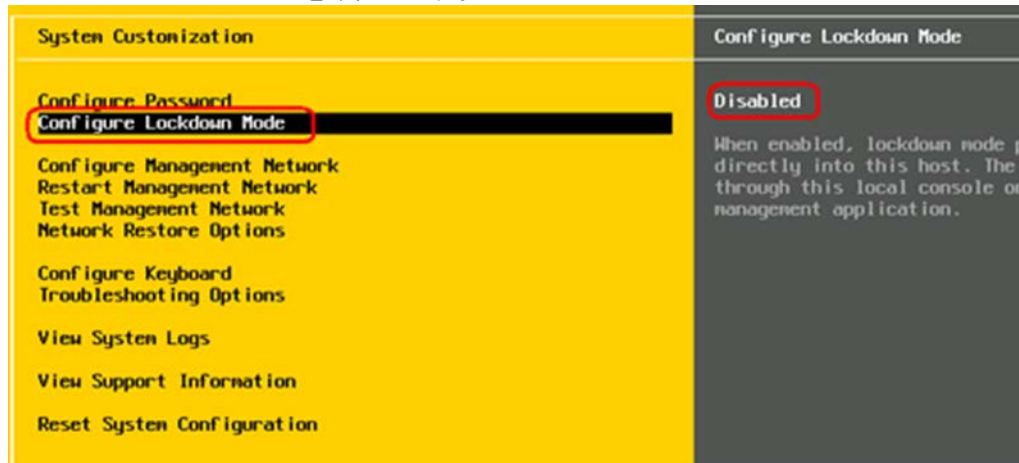 System Customization
Configure Password
Configure Lockdown Mode
Configure Management Network
Restart Management Network
Test Management Network
Network Restore Options
Configure Keyboard
Troubleshooting Options
View System Logs
View Support Information
Reset System Configuration
Configure Lockdown Mode
Disabled
When enabled, lockdown mode
directly into this host. The
through this local console
management application.